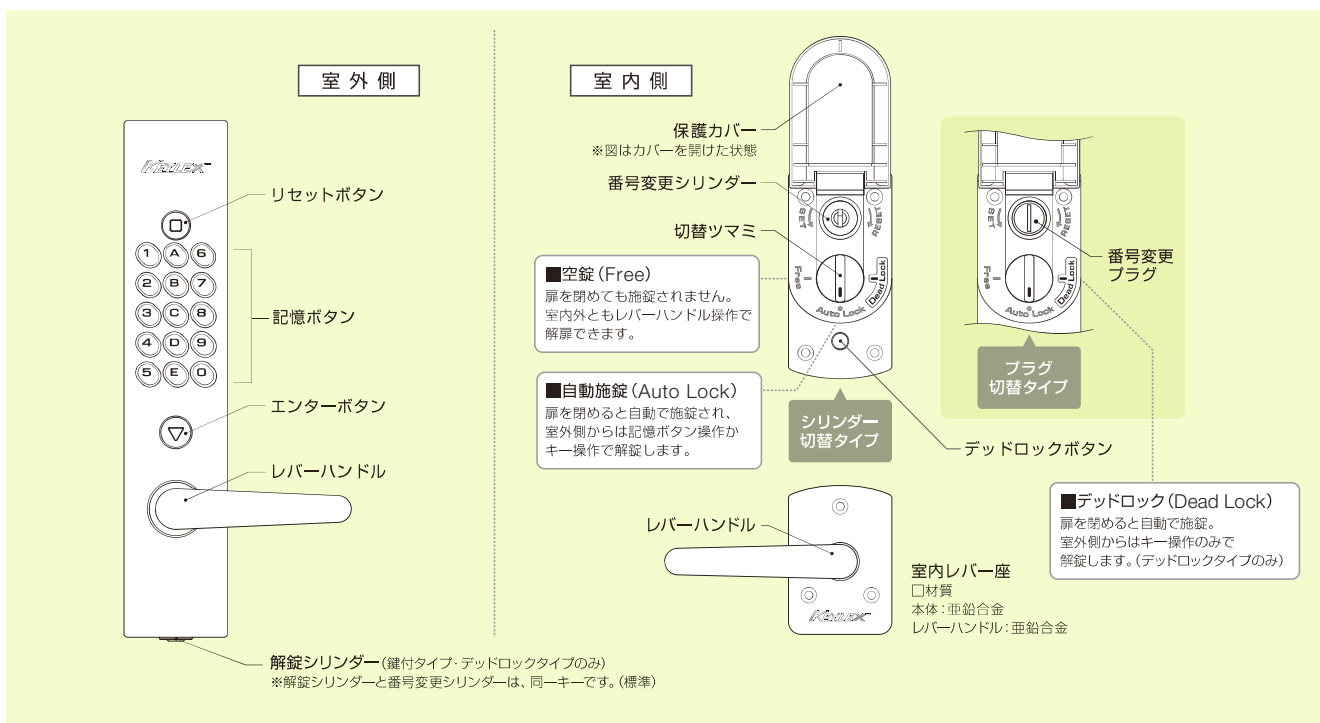 室外側
KEYLEX
リセットボタン
1 A 6
2 B 7
3 C 8
4 D 9
5 E 0
記憶ボタン
エンターボタン
レバーハンドル
解錠シリンダー(鍵付タイプ・デッドロックタイプのみ)
※解錠シリンダーと番号変更シリンダーは、同一キーです。(標準)
室内側
保護カバー
※図はカバーを開けた状態
番号変更シリンダー
切替ツマミ
SET
RESET
Free
Auto Lock
Dead Lock
■空錠(Free)
扉を閉めても施錠されません。
室内外ともレバーハンドル操作で
解扉できます。
■自動施錠(Auto Lock)
扉を閉めると自動で施錠され、
室外側からは記憶ボタン操作か
キー操作で解錠します。
シリンダー
切替タイプ
デッドロックボタン
SET
RESET
Free
Auto Lock
Dead Lock
番号変更
プラグ
プラグ
切替タイプ
■デッドロック(Dead Lock)
扉を閉めると自動で施錠。
室外側からはキー操作のみで
解錠します。(デッドロックタイプのみ)
レバーハンドル
KEYLEX
室内レバー座
□材質
本体:亜鉛合金
レバーハンドル:亜鉛合金